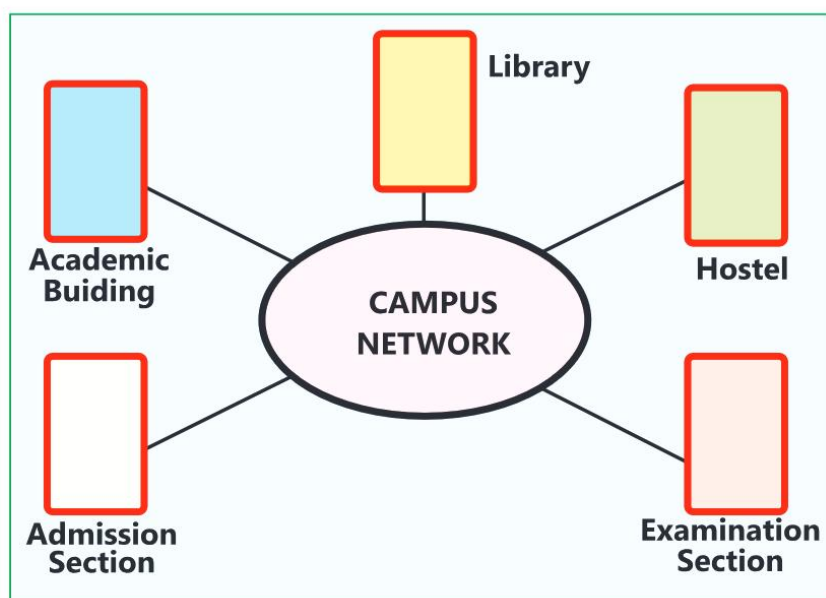 Library
Academic
Buiding
Hostel
CAMPUS
NETWORK
Admission
Section
Examination
Section